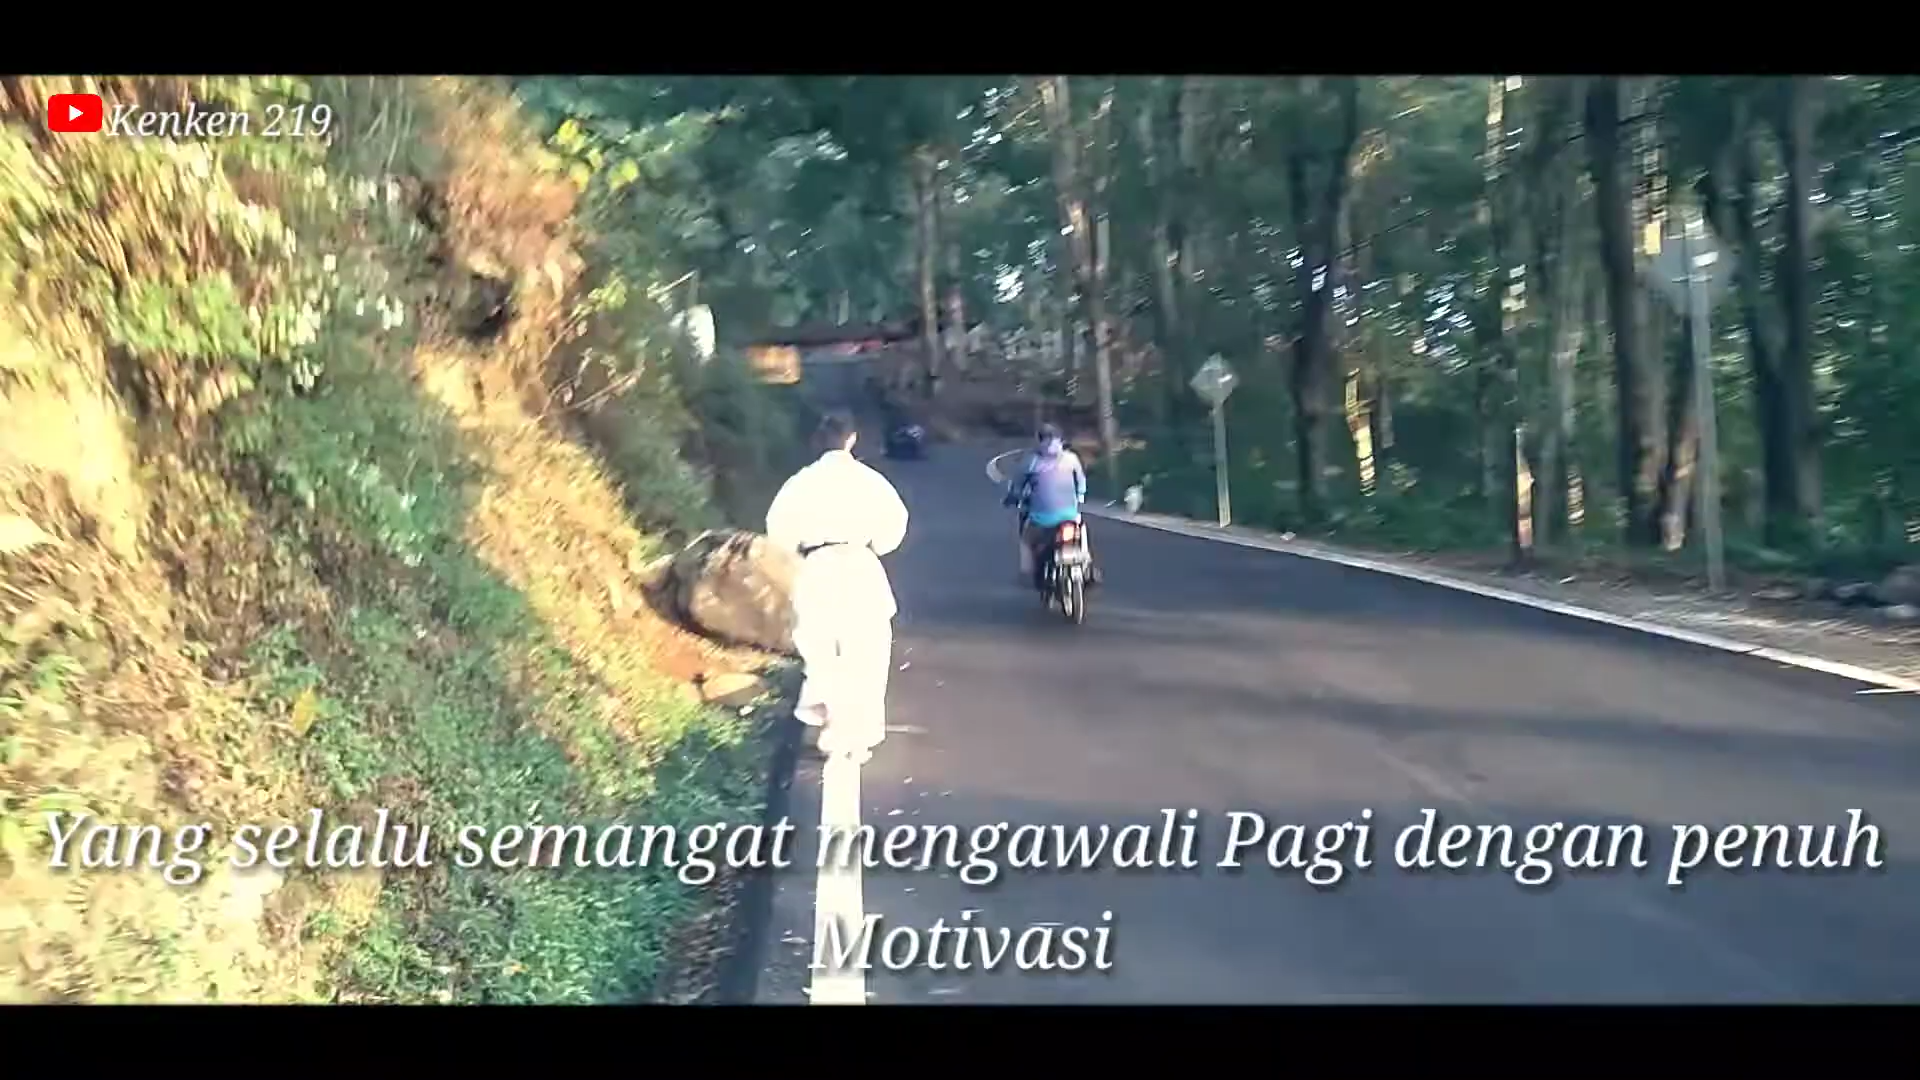 Kenken 219
Yang selalu semangat mengawali Pagi dengan penuh
Motivasi